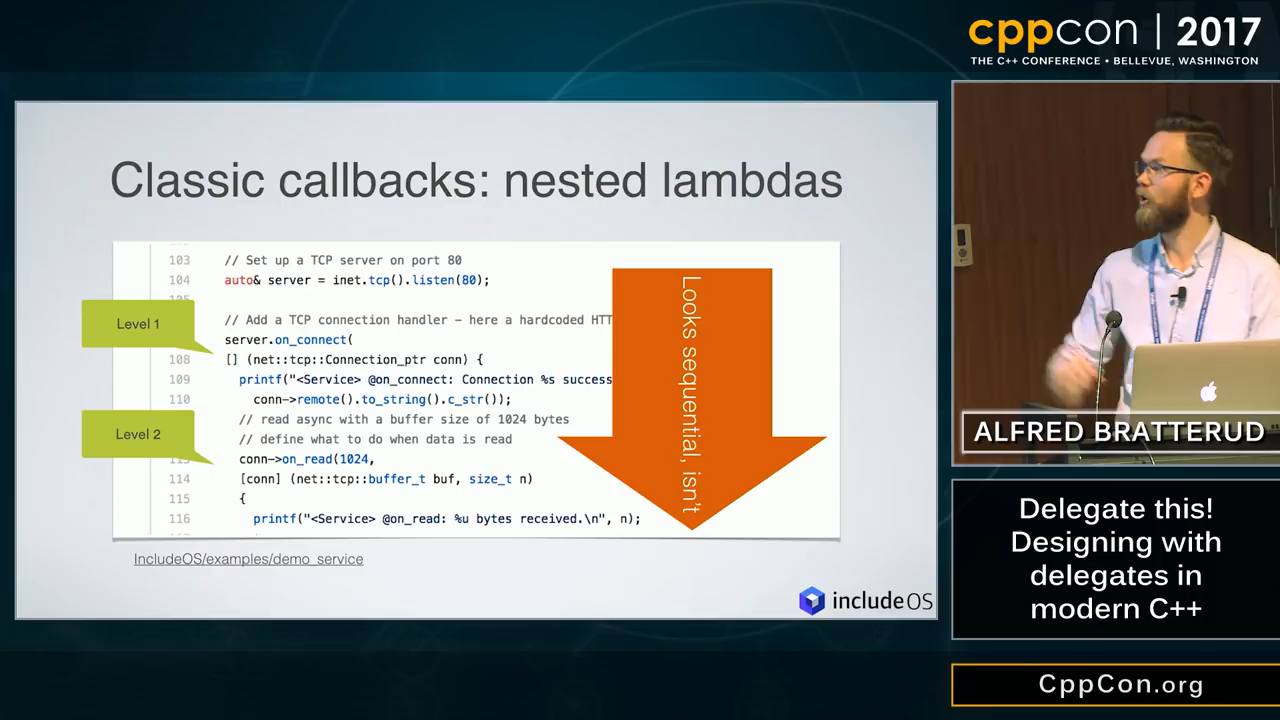 cppcon | 2017
THE C++ CONFERENCE • BELLEVUE, WASHINGTON
Classic callbacks: nested lambdas
103 // Set up a TCP server on port 80
104 auto& server = inet.tcp().listen(80);
// Add a TCP connection handler - here a hardcoded HTT
server.on_connect(
Level 1
108 [] (net::tcp::Connection_ptr conn) {
109 printf("<Service> @on_connect: Connection %s success
110 conn->remote().to_string().c_str());
// read async with a buffer size of 1024 bytes
// define what to do when data is read
Level 2
conn->on_read(1024,
114 [conn] (net::tcp::buffer_t buf, size_t n)
115 {
116 printf("<Service> @on_read: %u bytes received.\n", n);
Looks sequential, isn't
IncludeOS/examples/demo_service
includeOS
ALFRED BRATTERUD
Delegate this!
Designing with
delegates in
modern C++
CppCon.org